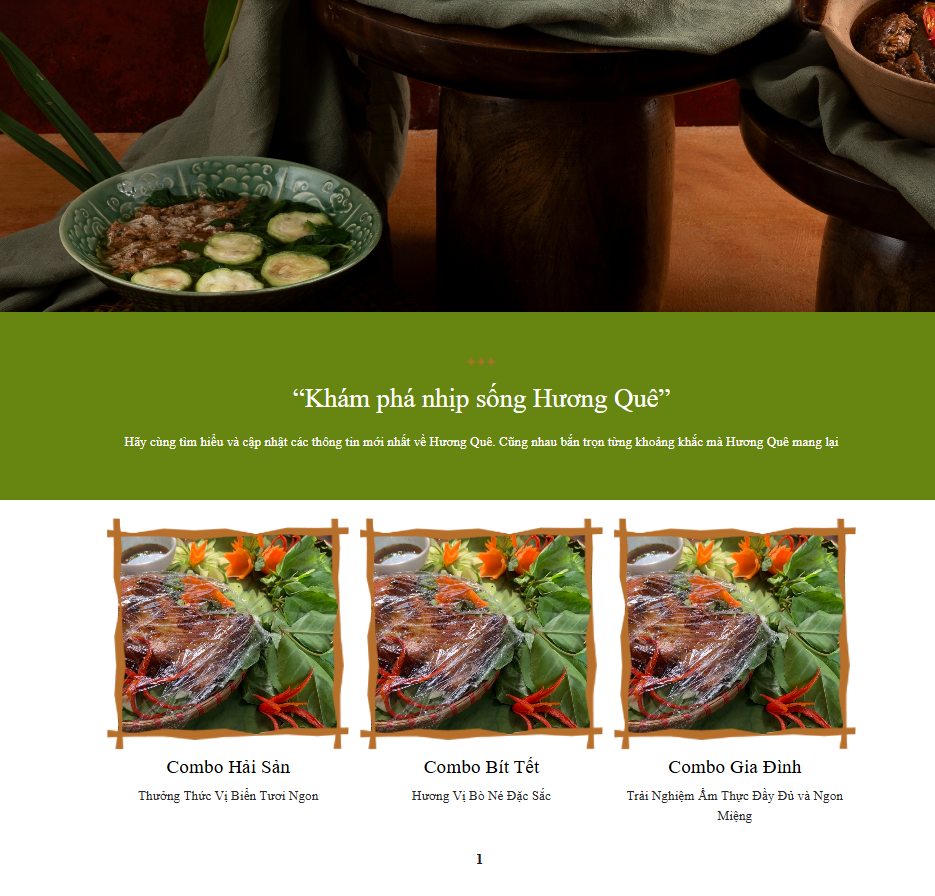 “Khám phá nhịp sống Hương Quê”
Hãy cùng tìm hiểu và cập nhật các thông tin mới nhất về Hương Quê. Cũng nhau bắn trọn từng khoảng khắc mà Hương Quê mang lại
Combo Hải Sản
Combo Bít Tết
Combo Gia Đình
Thưởng Thức Vị Biển Tươi Ngon
Hương Vị Bò Né Đặc Sắc
Trải Nghiệm Ẩm Thực Đầy Đủ và Ngon
Miệng
1